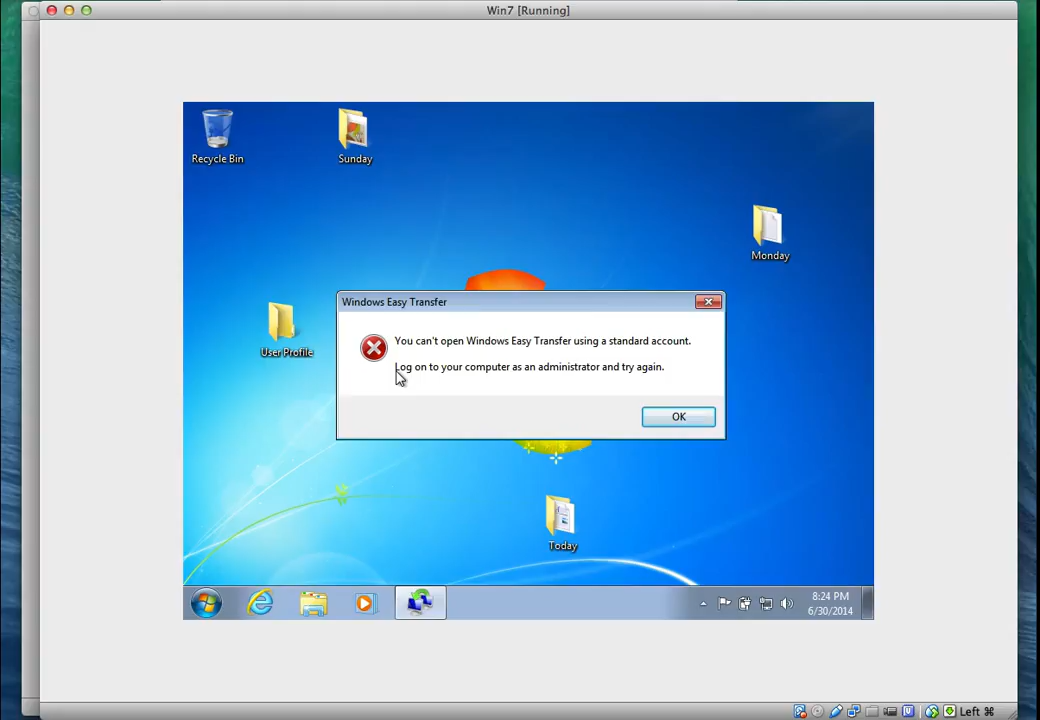 Win7 [Running]
Recycle Bin
Sunday
Monday
Windows Easy Transfer
You can't open Windows Easy Transfer using a standard account.
User Profile
Log on to your computer as an administrator and try again.
OK
Today
8:24 PM
6/30/2014
Left ⌘